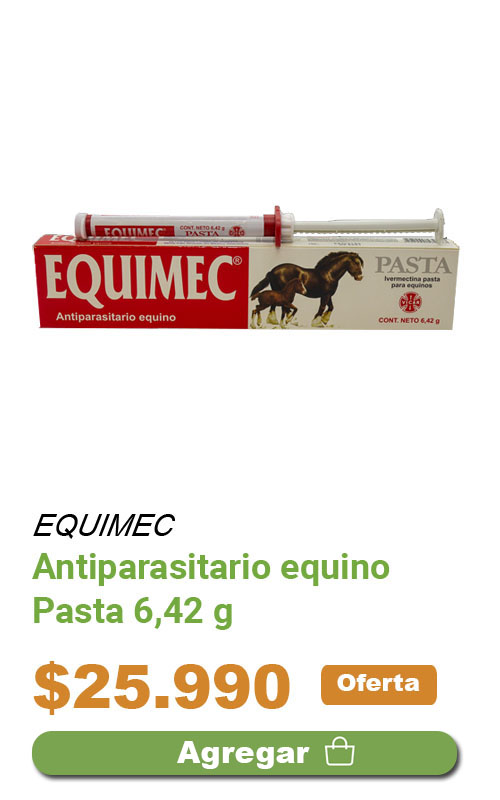 EQUIMEC
CONT. NETO 6,42 g
PASTA
EQUIMEC®
Antiparasitario equino
PASTA
Ivermectina pasta
para equinos
CONT. NETO 6,42 g
EQUIMEC
Antiparasitario equino
Pasta 6,42 g
$25.990
Oferta
Agregar